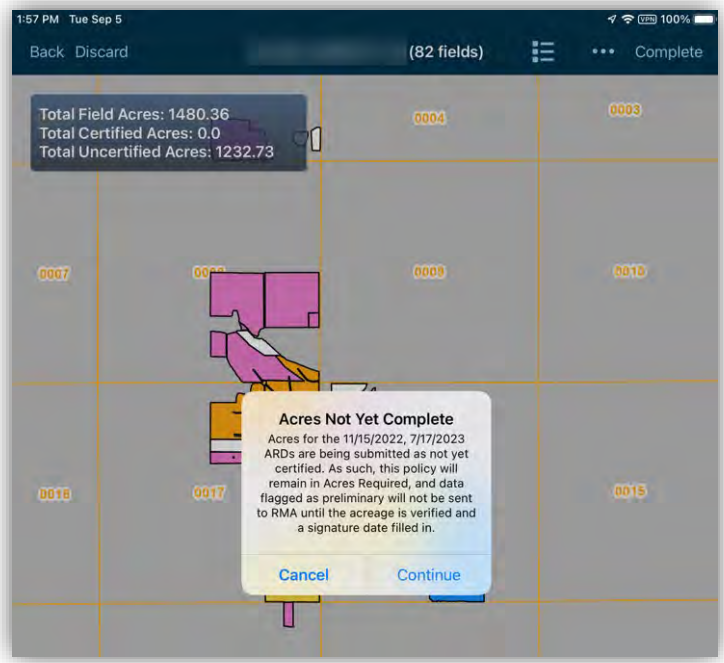 1:57 PM Tue Sep 5
VPN 100%
Back Discard (82 fields) Complete
Total Field Acres: 1480.36
Total Certified Acres: 0.0
Total Uncertified Acres: 1232.73
0004
0003
0007
0009
0010
Acres Not Yet Complete
Acres for the 11/15/2022, 7/17/2023
ARDs are being submitted as not yet
certified. As such, this policy will
remain in Acres Required, and data
flagged as preliminary will not be sent
to RMA until the acreage is verified and
a signature date filled in.
Cancel Continue
0016
0017
0015